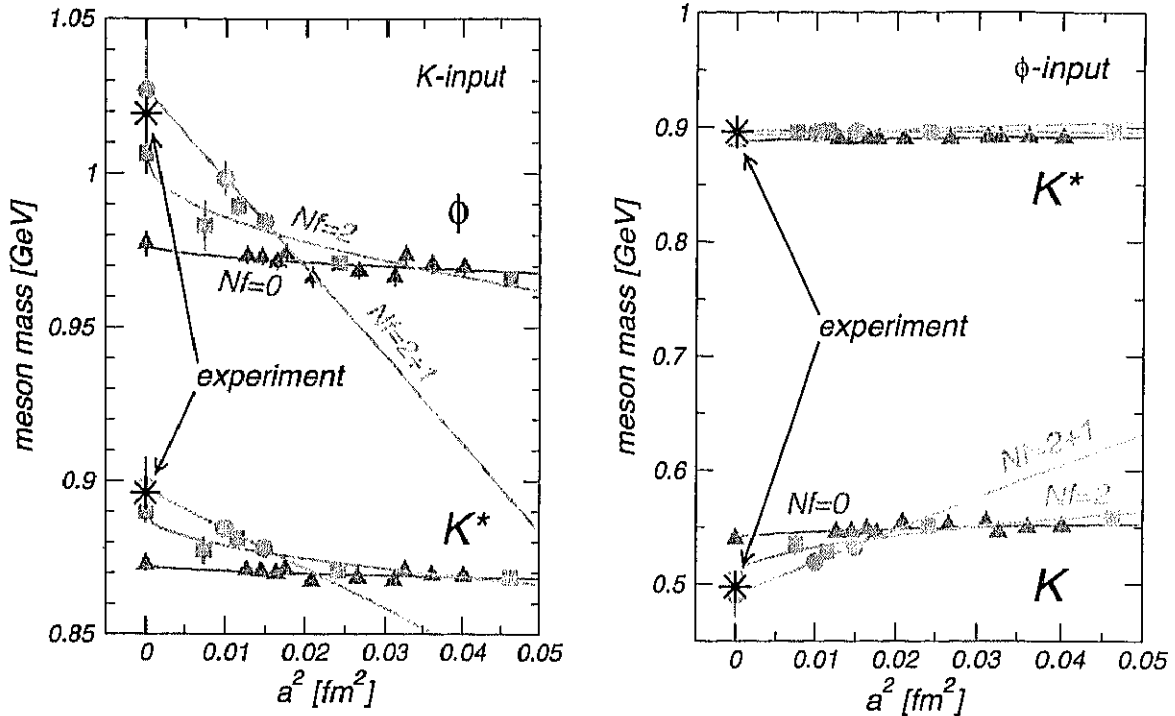 1.05
1
0.95
0.9
0.85
meson mass [GeV]
K-input
ϕ
Nf=2
Nf=0
Nf=2+1
experiment
K*
0 0.01 0.02 0.03 0.04 0.05
a² [fm²]
1
0.9
0.8
0.7
0.6
0.5
meson mass [GeV]
ϕ-input
K*
experiment
Nf=2+1
Nf=0
Nf=2
K
0 0.01 0.02 0.03 0.04 0.05
a² [fm²]